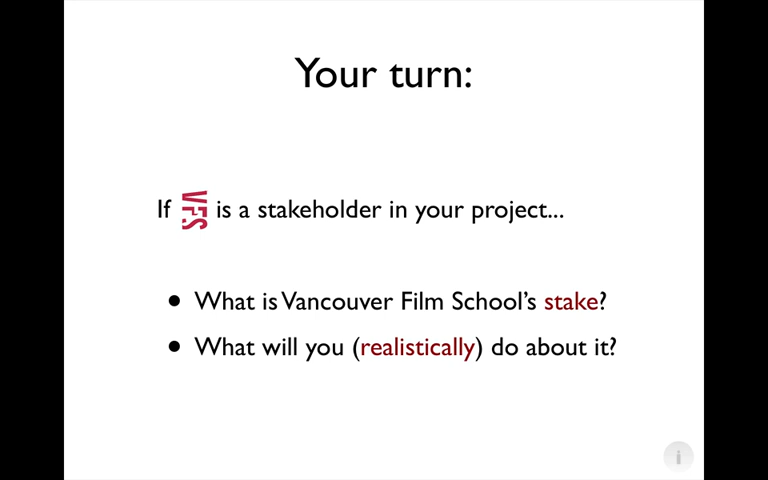 Your turn:
If VFS is a stakeholder in your project...
• What is Vancouver Film School's stake?
• What will you (realistically) do about it?
i